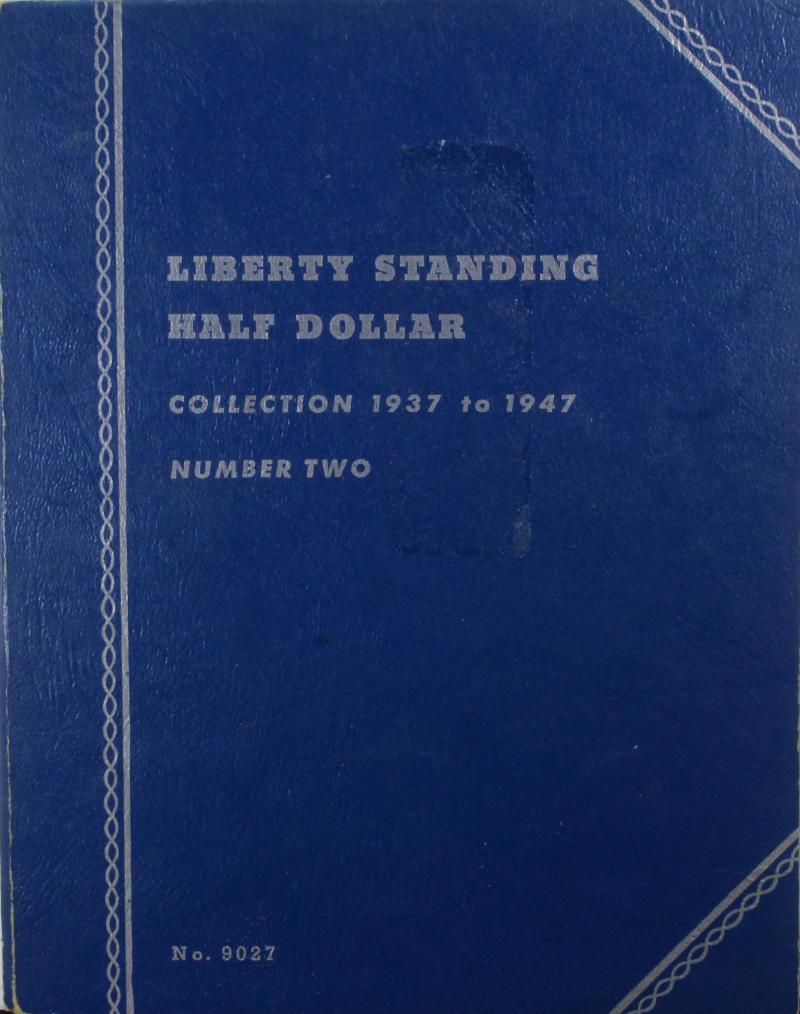 LIBERTY STANDING
HALF DOLLAR
COLLECTION 1937 to 1947
NUMBER TWO
No. 9027